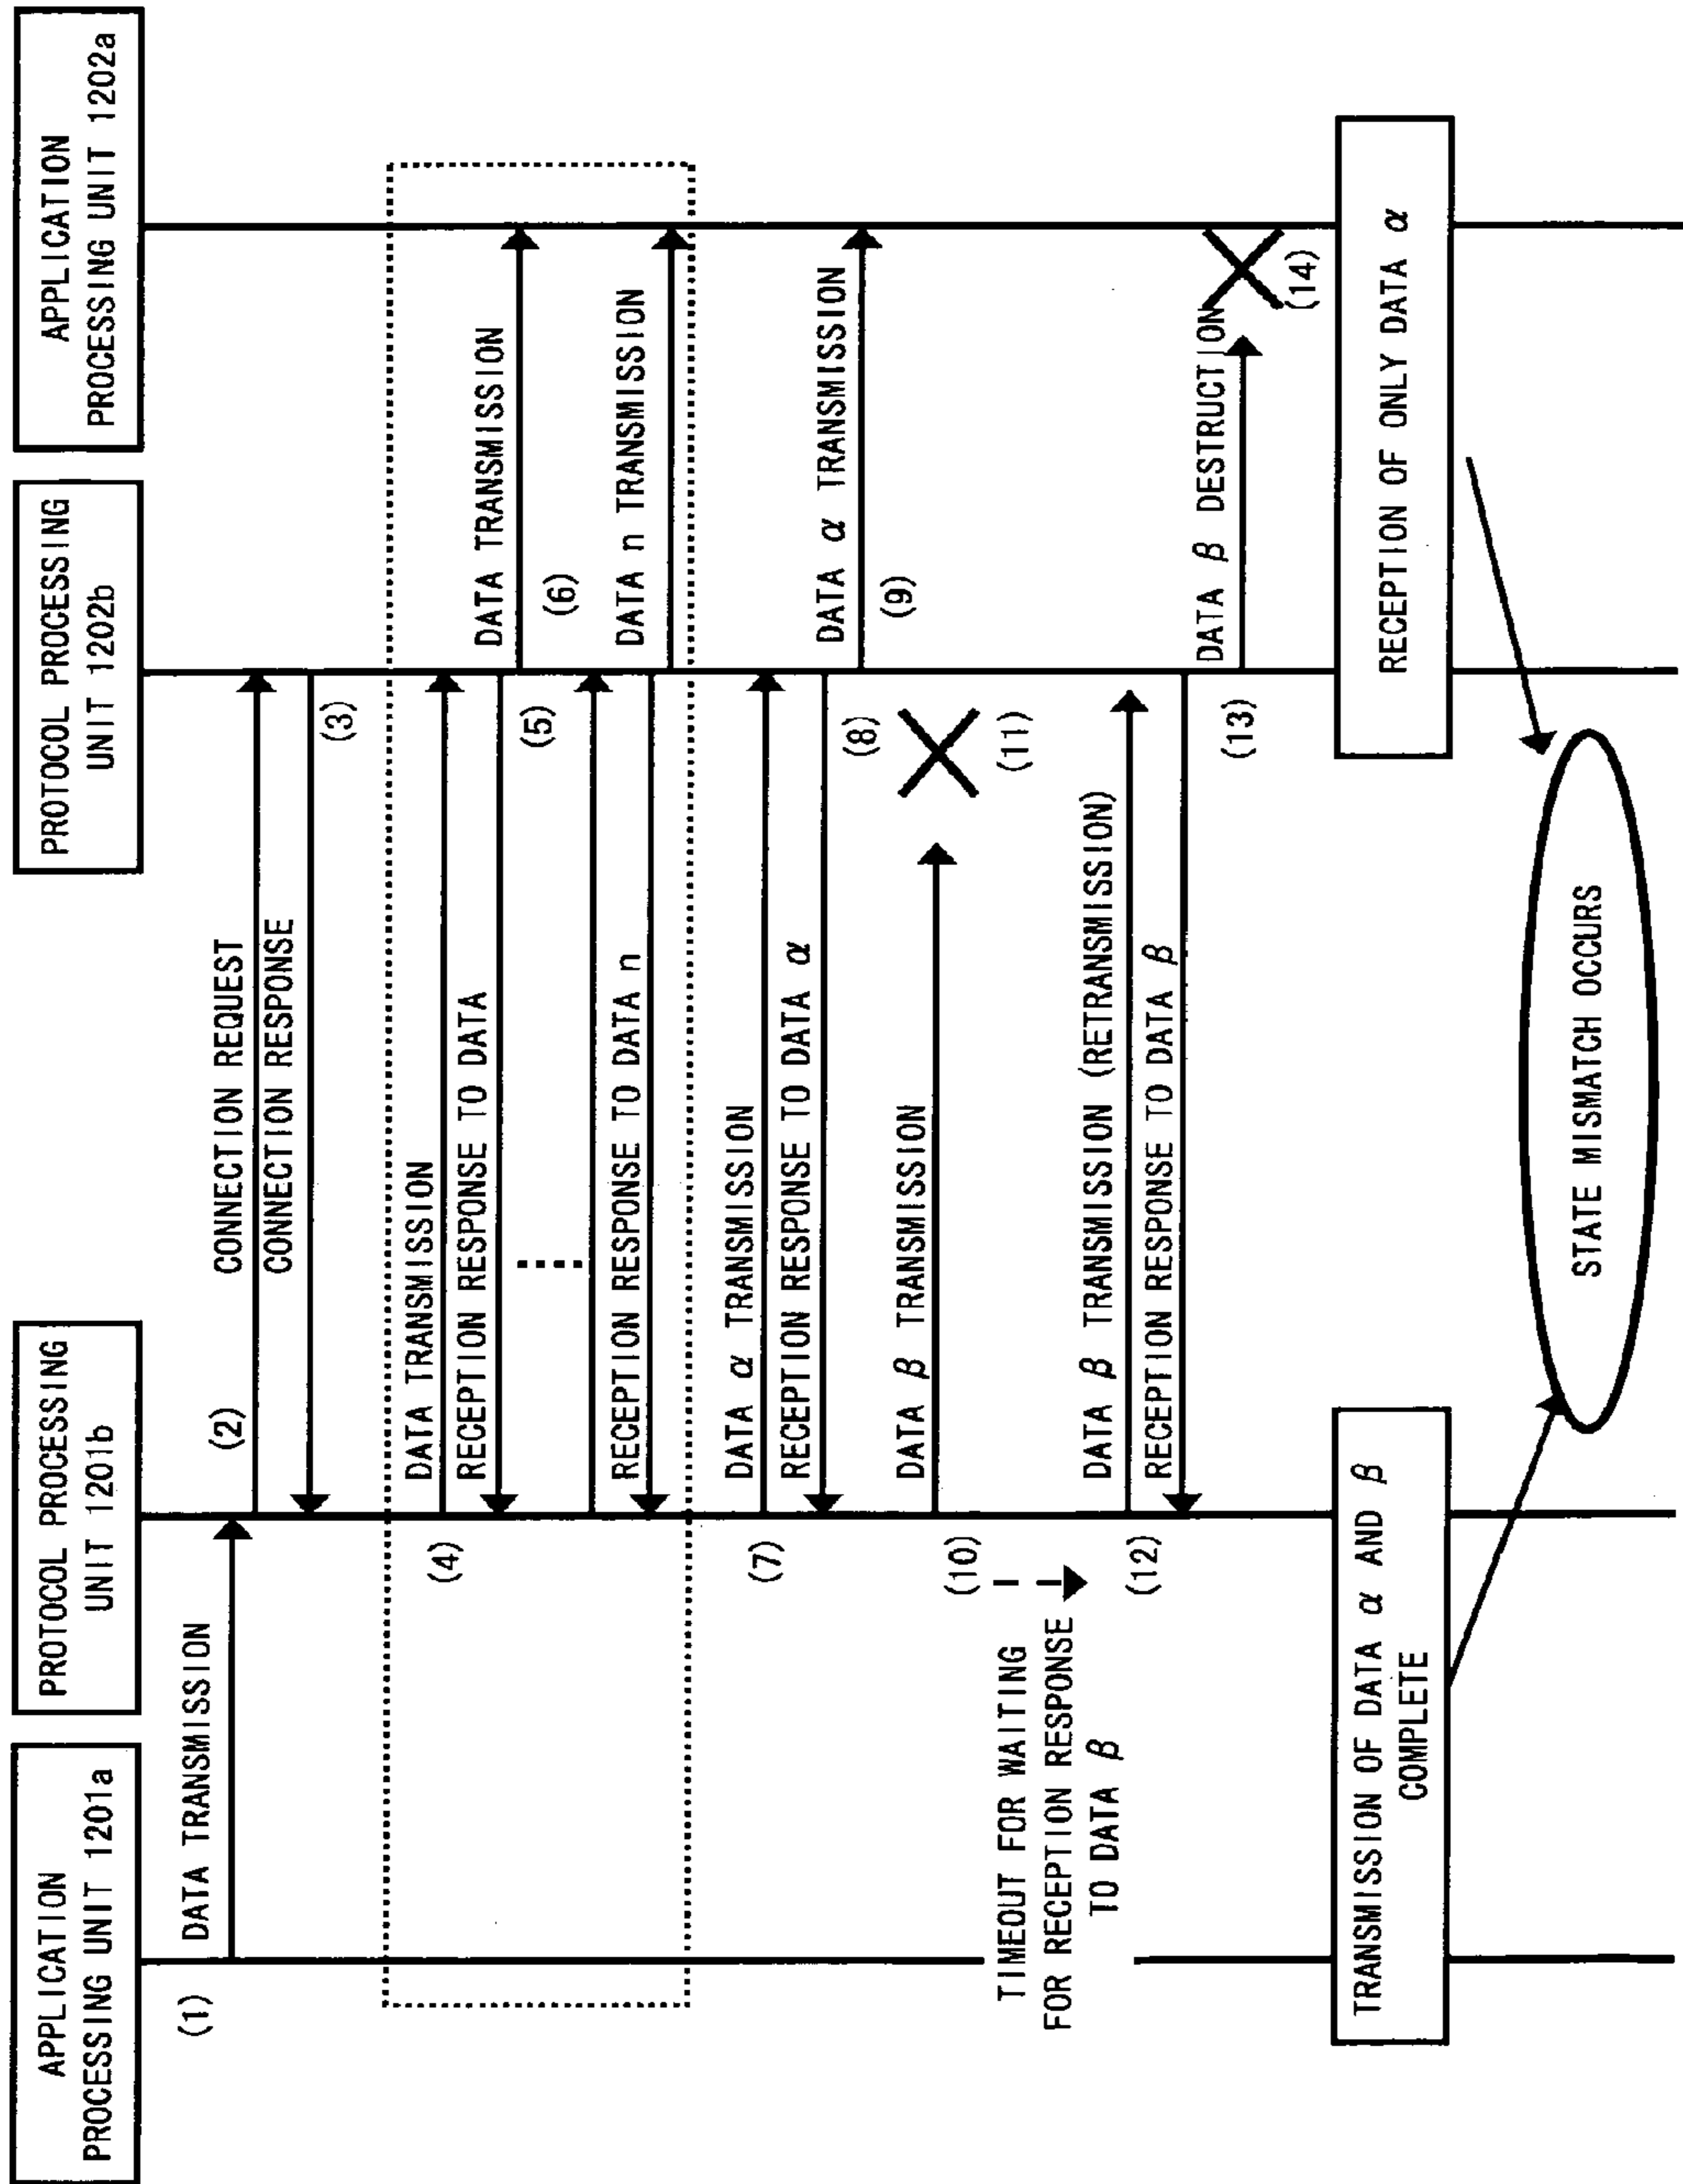 APPLICATION
PROCESSING UNIT 1201a
PROTOCOL PROCESSING
UNIT 1201b
PROTOCOL PROCESSING
UNIT 1202b
APPLICATION
PROCESSING UNIT 1202a
(1)
DATA TRANSMISSION
(2)
CONNECTION REQUEST
CONNECTION RESPONSE
(3)
(4)
DATA TRANSMISSION
RECEPTION RESPONSE TO DATA
(5)
DATA TRANSMISSION
(6)
RECEPTION RESPONSE TO DATA n
DATA n TRANSMISSION
(7)
DATA α TRANSMISSION
RECEPTION RESPONSE TO DATA α
(8)
DATA α TRANSMISSION
(9)
DATA β TRANSMISSION
(10)
(11)
TIMEOUT FOR WAITING
FOR RECEPTION RESPONSE
TO DATA β
(12)
DATA β TRANSMISSION (RETRANSMISSION)
RECEPTION RESPONSE TO DATA β
(13)
DATA β DESTRUCTION
(14)
TRANSMISSION OF DATA α AND β
COMPLETE
RECEPTION OF ONLY DATA α
STATE MISMATCH OCCURS